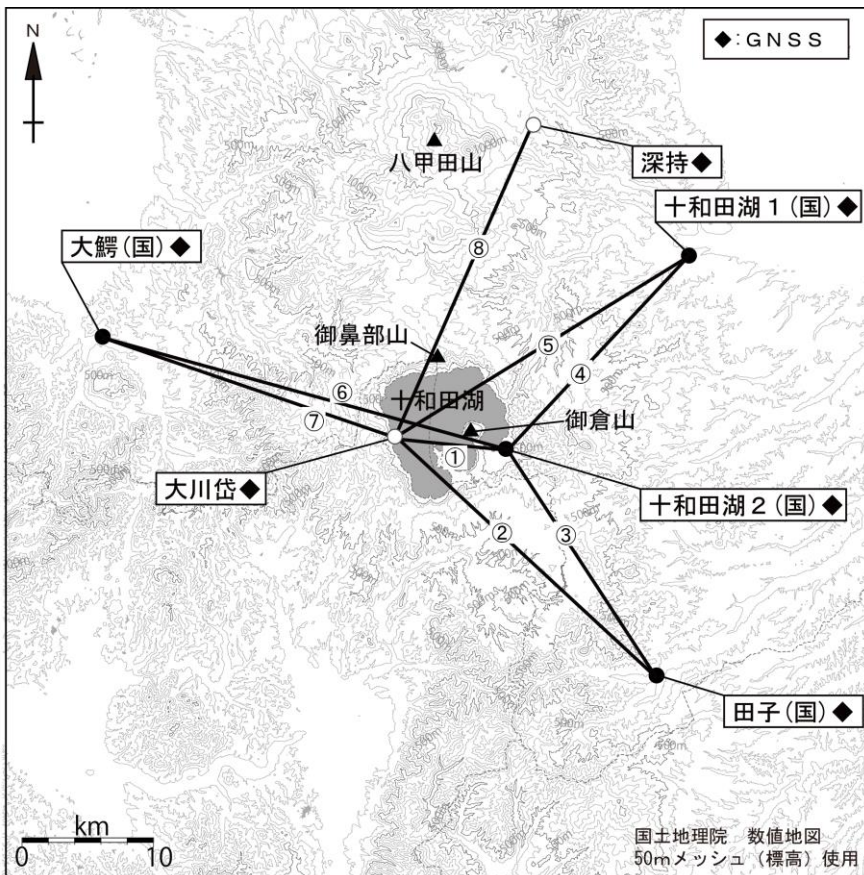 ◆:GNSS
N
八甲田山
深持◆
十和田湖1(国)◆
大鰐(国)◆
⑧
御鼻部山
⑤
④
⑥
十和田湖
⑦
御倉山
①
大川岱◆
十和田湖2(国)◆
②
③
田子(国)◆
km
0 10
国土地理院 数値地図
50mメッシュ(標高)使用
500m
1000m